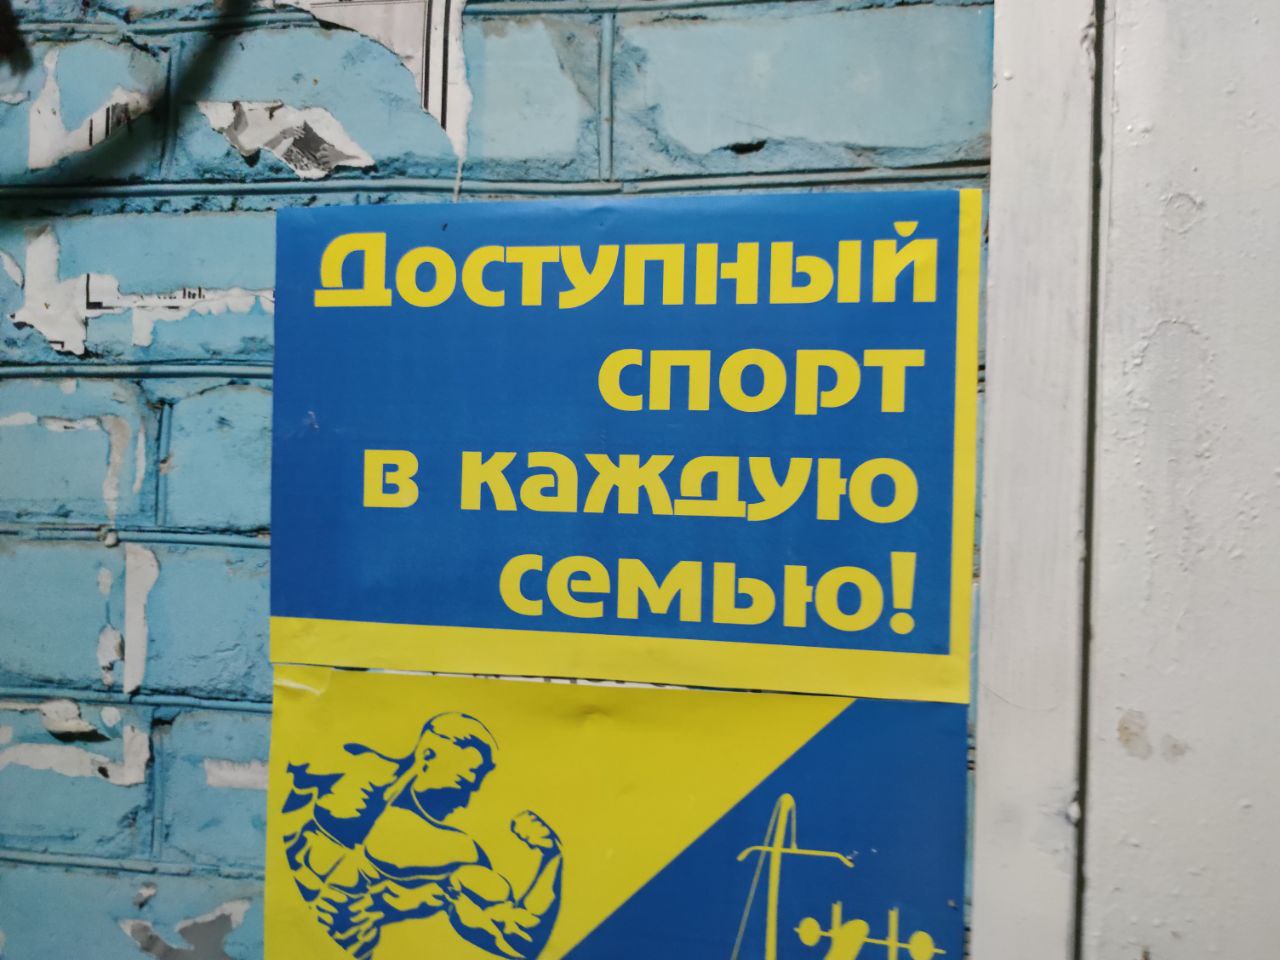 Доступный
спорт
в каждую
семью!